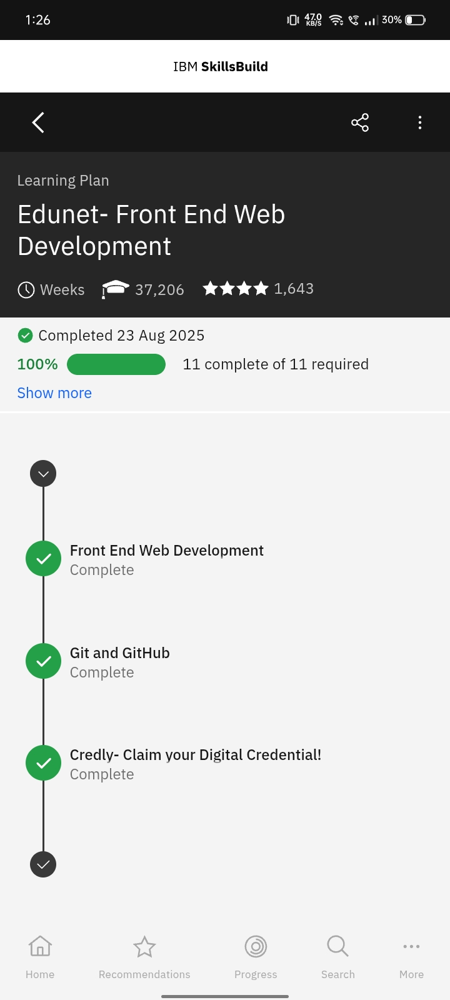 1:26
47.0
KB/S
30%
IBM SkillsBuild
Learning Plan
Edunet- Front End Web
Development
Weeks 37,206 1,643
Completed 23 Aug 2025
100% 11 complete of 11 required
Show more
Front End Web Development
Complete
Git and GitHub
Complete
Credly- Claim your Digital Credential!
Complete
Home Recommendations Progress Search More